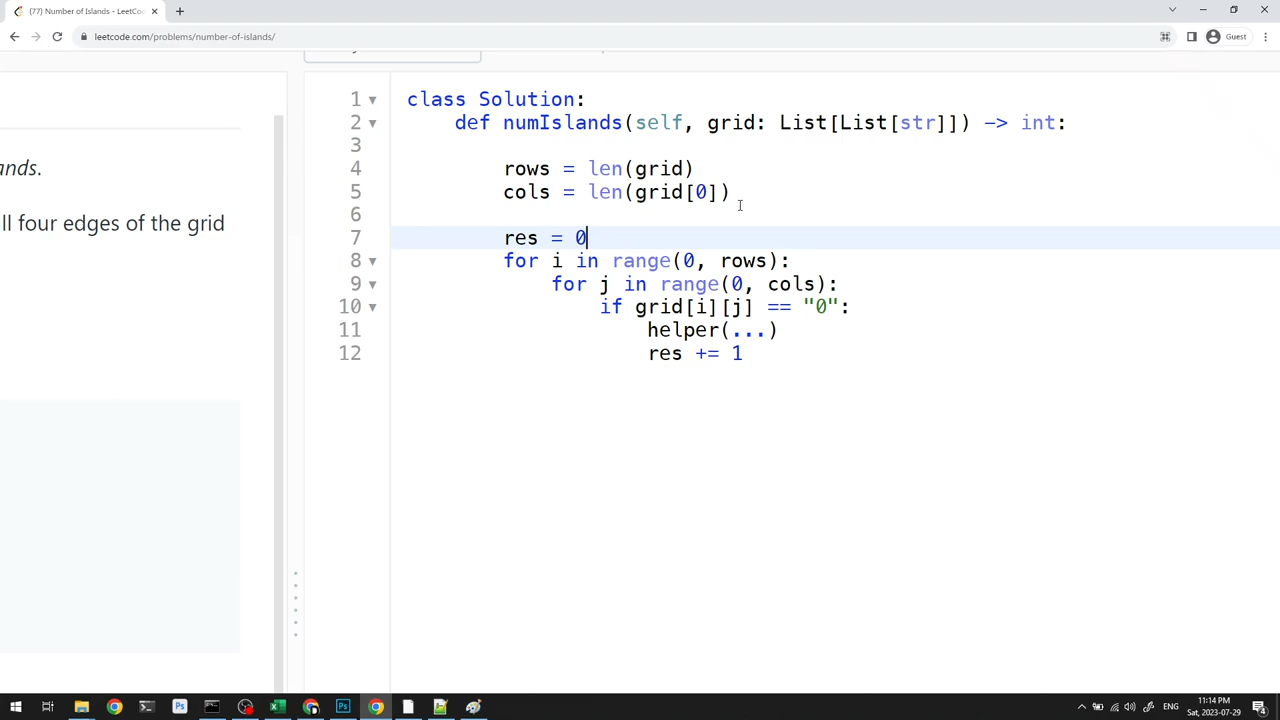 (77) Number of Islands - LeetCo
leetcode.com/problems/number-of-islands/
Guest
ands.
ll four edges of the grid
1 class Solution:
2 def numIslands(self, grid: List[List[str]]) -> int:
3
4 rows = len(grid)
5 cols = len(grid[0])
6
7 res = 0
8 for i in range(0, rows):
9 for j in range(0, cols):
10 if grid[i][j] == "0":
11 helper(...)
12 res += 1
11:14 PM
Sat, 2023-07-29